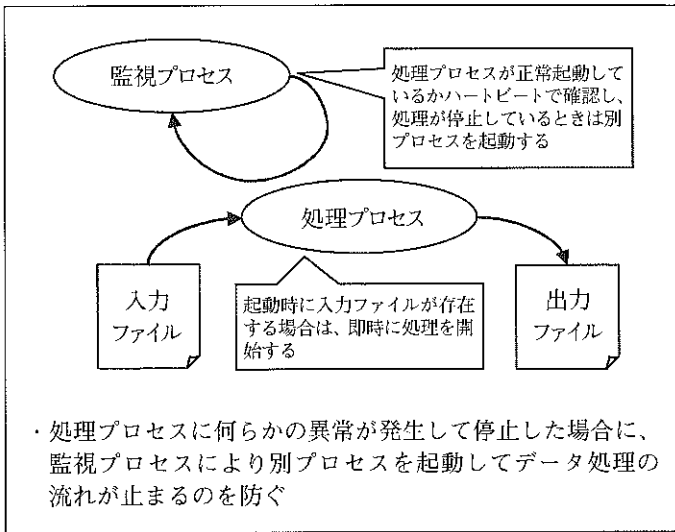 監視プロセス
処理プロセスが正常起動して
いるかハートビートで確認し、
処理が停止しているときは別
プロセスを起動する
処理プロセス
入力
ファイル
起動時に入力ファイルが存在
する場合は、即時に処理を開
始する
出力
ファイル
・処理プロセスに何らかの異常が発生して停止した場合に、
監視プロセスにより別プロセスを起動してデータ処理の
流れが止まるのを防ぐ